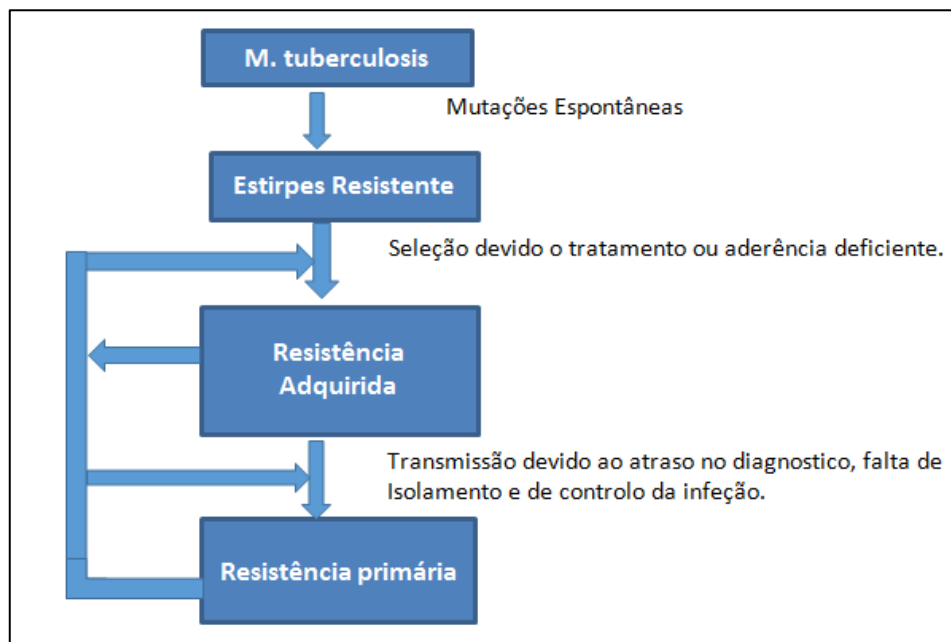 M. tuberculosis
Mutações Espontâneas
Estirpes Resistente
Seleção devido o tratamento ou aderência deficiente.
Resistência
Adquirida
Transmissão devido ao atraso no diagnostico, falta de
Isolamento e de controlo da infeção.
Resistência primária